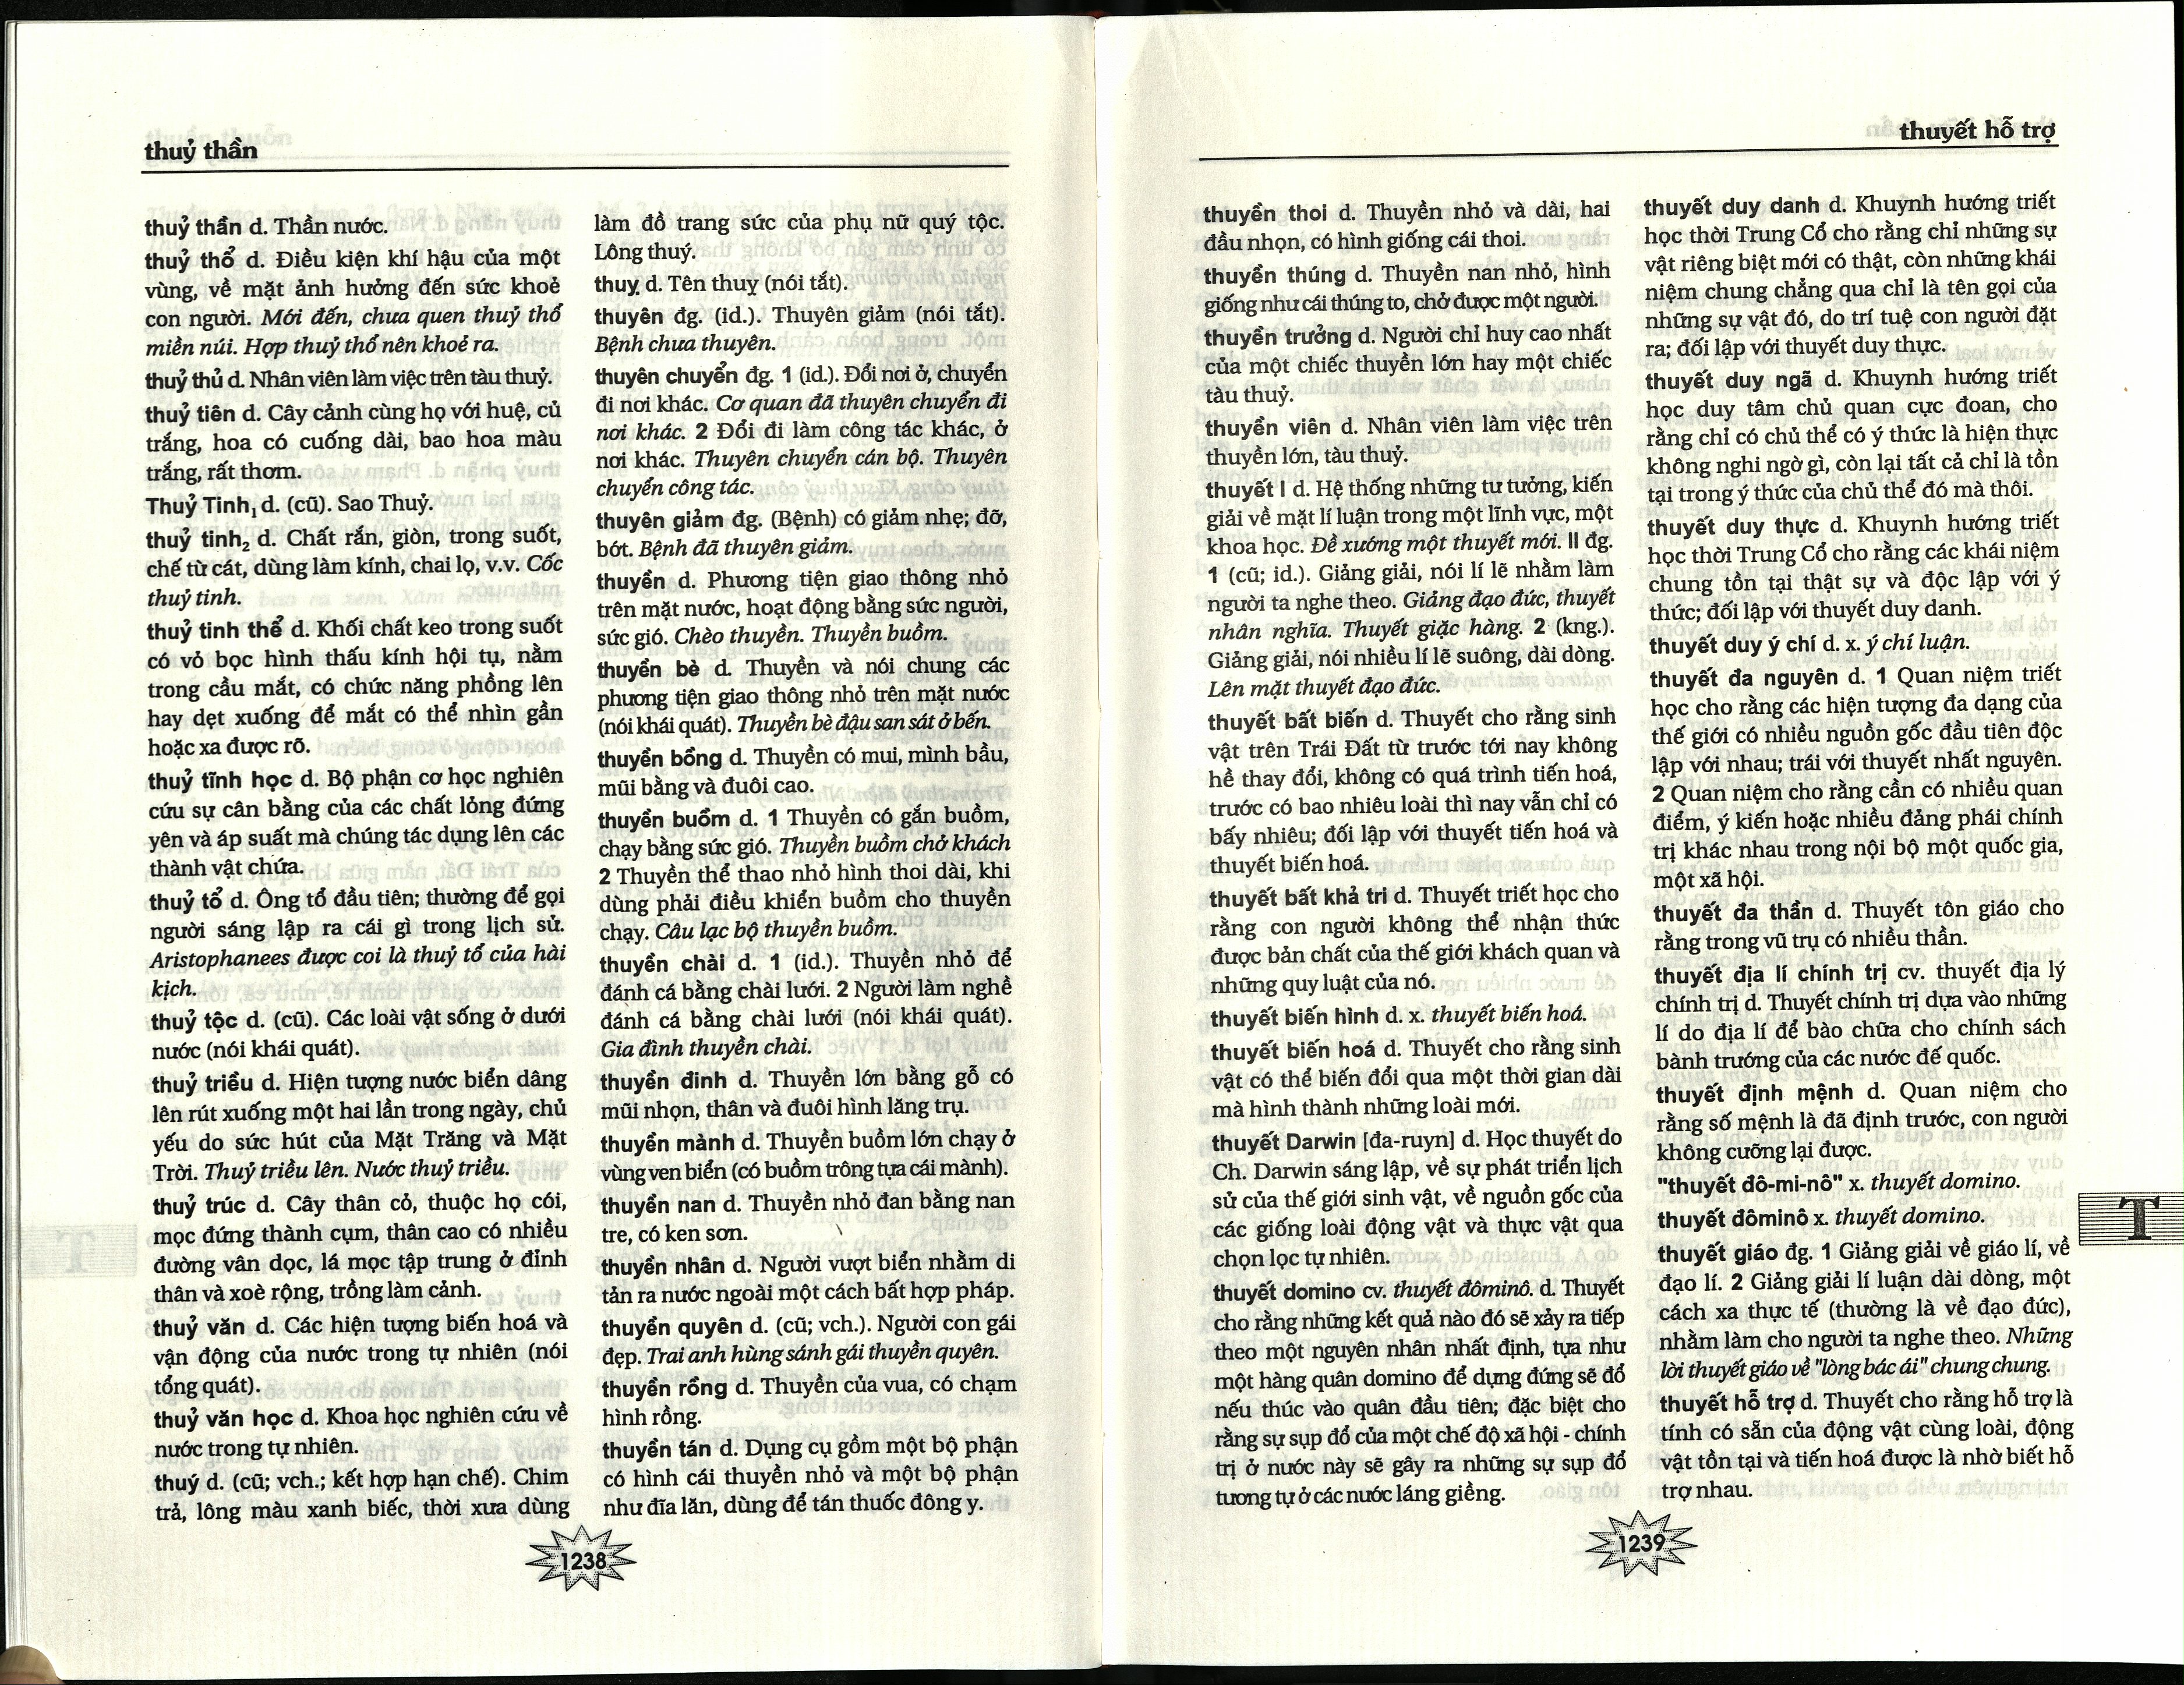 thuỷ thần
thuỷ thần d. Thần nước.
thuỷ thổ d. Điều kiện khí hậu của một
vùng, về mặt ảnh hưởng đến sức khoẻ
con người. Mới đến, chưa quen thuỷ thổ
miền núi. Hợp thuỷ thổ nên khoẻ ra.
thuỷ thủ d. Nhân viên làm việc trên tàu thuỷ.
thuỷ tiên d. Cây cảnh cùng họ với huệ, củ
trắng, hoa có cuống dài, bao hoa màu
trắng, rất thơm.
Thuỷ Tinh₁ d. (cũ). Sao Thuỷ.
thuỷ tinh₂ d. Chất rắn, giòn, trong suốt,
chế từ cát, dùng làm kính, chai lọ, v.v. Cốc
thuỷ tinh.
thuỷ tinh thể d. Khối chất keo trong suốt
có vỏ bọc hình thấu kính hội tụ, nằm
trong cầu mắt, có chức năng phồng lên
hay dẹt xuống để mắt có thể nhìn gần
hoặc xa được rõ.
thuỷ tĩnh học d. Bộ phận cơ học nghiên
cứu sự cân bằng của các chất lỏng đứng
yên và áp suất mà chúng tác dụng lên các
thành vật chứa.
thuỷ tổ d. Ông tổ đầu tiên; thường để gọi
người sáng lập ra cái gì trong lịch sử.
Aristophanees được coi là thuỷ tổ của hài
kịch.
thuỷ tộc d. (cũ). Các loài vật sống ở dưới
nước (nói khái quát).
thuỷ triều d. Hiện tượng nước biển dâng
lên rút xuống một hai lần trong ngày, chủ
yếu do sức hút của Mặt Trăng và Mặt
Trời. Thuỷ triều lên. Nước thuỷ triều.
thuỷ trúc d. Cây thân cỏ, thuộc họ cói,
mọc đứng thành cụm, thân cao có nhiều
đường vân dọc, lá mọc tập trung ở đỉnh
thân và xoè rộng, trồng làm cảnh.
thuỷ văn d. Các hiện tượng biến hoá và
vận động của nước trong tự nhiên (nói
tổng quát).
thuỷ văn học d. Khoa học nghiên cứu về
nước trong tự nhiên.
thuý d. (cũ; vch.; kết hợp hạn chế). Chim
trả, lông màu xanh biếc, thời xưa dùng
làm đồ trang sức của phụ nữ quý tộc.
Lông thuý.
thuỵ d. Tên thuỵ (nói tắt).
thuyên đg. (id.). Thuyên giảm (nói tắt).
Bệnh chưa thuyên.
thuyên chuyển đg. 1 (id.). Đổi nơi ở, chuyển
đi nơi khác. Cơ quan đã thuyên chuyển đi
nơi khác. 2 Đổi đi làm công tác khác, ở
nơi khác. Thuyên chuyển cán bộ. Thuyên
chuyển công tác.
thuyên giảm đg. (Bệnh) có giảm nhẹ; đỡ,
bớt. Bệnh đã thuyên giảm.
thuyền d. Phương tiện giao thông nhỏ
trên mặt nước, hoạt động bằng sức người,
sức gió. Chèo thuyền. Thuyền buồm.
thuyền bè d. Thuyền và nói chung các
phương tiện giao thông nhỏ trên mặt nước
(nói khái quát). Thuyền bè đậu san sát ở bến.
thuyền bồng d. Thuyền có mui, mình bầu,
mũi bằng và đuôi cao.
thuyền buồm d. 1 Thuyền có gắn buồm,
chạy bằng sức gió. Thuyền buồm chở khách
2 Thuyền thể thao nhỏ hình thoi dài, khi
dùng phải điều khiển buồm cho thuyền
chạy. Câu lạc bộ thuyền buồm.
thuyền chài d. 1 (id.). Thuyền nhỏ để
đánh cá bằng chài lưới. 2 Người làm nghề
đánh cá bằng chài lưới (nói khái quát).
Gia đình thuyền chài.
thuyền đinh d. Thuyền lớn bằng gỗ có
mũi nhọn, thân và đuôi hình lăng trụ.
thuyền mành d. Thuyền buồm lớn chạy ở
vùng ven biển (có buồm trông tựa cái mành).
thuyền nan d. Thuyền nhỏ đan bằng nan
tre, có ken sơn.
thuyền nhân d. Người vượt biển nhằm di
tản ra nước ngoài một cách bất hợp pháp.
thuyền quyên d. (cũ; vch.). Người con gái
đẹp. Trai anh hùng sánh gái thuyền quyên.
thuyền rồng d. Thuyền của vua, có chạm
hình rồng.
thuyền tán d. Dụng cụ gồm một bộ phận
có hình cái thuyền nhỏ và một bộ phận
như đĩa lăn, dùng để tán thuốc đông y.
1238
thuyết hỗ trợ
thuyền thoi d. Thuyền nhỏ và dài, hai
đầu nhọn, có hình giống cái thoi.
thuyền thúng d. Thuyền nan nhỏ, hình
giống như cái thúng to, chở được một người.
thuyền trưởng d. Người chỉ huy cao nhất
của một chiếc thuyền lớn hay một chiếc
tàu thuỷ.
thuyền viên d. Nhân viên làm việc trên
thuyền lớn, tàu thuỷ.
thuyết I d. Hệ thống những tư tưởng, kiến
giải về mặt lí luận trong một lĩnh vực, một
khoa học. Đề xướng một thuyết mới. II đg.
1 (cũ; id.). Giảng giải, nói lí lẽ nhằm làm
người ta nghe theo. Giảng đạo đức, thuyết
nhân nghĩa. Thuyết giặc hàng. 2 (kng.).
Giảng giải, nói nhiều lí lẽ suông, dài dòng.
Lên mặt thuyết đạo đức.
thuyết bất biến d. Thuyết cho rằng sinh
vật trên Trái Đất từ trước tới nay không
hề thay đổi, không có quá trình tiến hoá,
trước có bao nhiêu loài thì nay vẫn chỉ có
bấy nhiêu; đối lập với thuyết tiến hoá và
thuyết biến hoá.
thuyết bất khả tri d. Thuyết triết học cho
rằng con người không thể nhận thức
được bản chất của thế giới khách quan và
những quy luật của nó.
thuyết biến hình d. x. thuyết biến hoá.
thuyết biến hoá d. Thuyết cho rằng sinh
vật có thể biến đổi qua một thời gian dài
mà hình thành những loài mới.
thuyết Darwin [đa-ruyn] d. Học thuyết do
Ch. Darwin sáng lập, về sự phát triển lịch
sử của thế giới sinh vật, về nguồn gốc của
các giống loài động vật và thực vật qua
chọn lọc tự nhiên.
thuyết domino cv. thuyết đôminô. d. Thuyết
cho rằng những kết quả nào đó sẽ xảy ra tiếp
theo một nguyên nhân nhất định, tựa như
một hàng quân domino để dựng đứng sẽ đổ
nếu thúc vào quân đầu tiên; đặc biệt cho
rằng sự sụp đổ của một chế độ xã hội - chính
trị ở nước này sẽ gây ra những sự sụp đổ
tương tự ở các nước láng giềng.
thuyết duy danh d. Khuynh hướng triết
học thời Trung Cổ cho rằng chỉ những sự
vật riêng biệt mới có thật, còn những khái
niệm chung chẳng qua chỉ là tên gọi của
những sự vật đó, do trí tuệ con người đặt
ra; đối lập với thuyết duy thực.
thuyết duy ngã d. Khuynh hướng triết
học duy tâm chủ quan cực đoan, cho
rằng chỉ có chủ thể có ý thức là hiện thực
không nghi ngờ gì, còn lại tất cả chỉ là tồn
tại trong ý thức của chủ thể đó mà thôi.
thuyết duy thực d. Khuynh hướng triết
học thời Trung Cổ cho rằng các khái niệm
chung tồn tại thật sự và độc lập với ý
thức; đối lập với thuyết duy danh.
thuyết duy ý chí d. x. ý chí luận.
thuyết đa nguyên d. 1 Quan niệm triết
học cho rằng các hiện tượng đa dạng của
thế giới có nhiều nguồn gốc đầu tiên độc
lập với nhau; trái với thuyết nhất nguyên.
2 Quan niệm cho rằng cần có nhiều quan
điểm, ý kiến hoặc nhiều đảng phái chính
trị khác nhau trong nội bộ một quốc gia,
một xã hội.
thuyết đa thần d. Thuyết tôn giáo cho
rằng trong vũ trụ có nhiều thần.
thuyết địa lí chính trị cv. thuyết địa lý
chính trị d. Thuyết chính trị dựa vào những
lí do địa lí để bào chữa cho chính sách
bành trướng của các nước đế quốc.
thuyết định mệnh d. Quan niệm cho
rằng số mệnh là đã định trước, con người
không cưỡng lại được.
"thuyết đô-mi-nô" x. thuyết domino.
thuyết đôminô x. thuyết domino.
thuyết giáo đg. 1 Giảng giải về giáo lí, về
đạo lí. 2 Giảng giải lí luận dài dòng, một
cách xa thực tế (thường là về đạo đức),
nhằm làm cho người ta nghe theo. Những
lời thuyết giáo về "lòng bác ái" chung chung.
thuyết hỗ trợ d. Thuyết cho rằng hỗ trợ là
tính có sẵn của động vật cùng loài, động
vật tồn tại và tiến hoá được là nhờ biết hỗ
trợ nhau.
T
1239